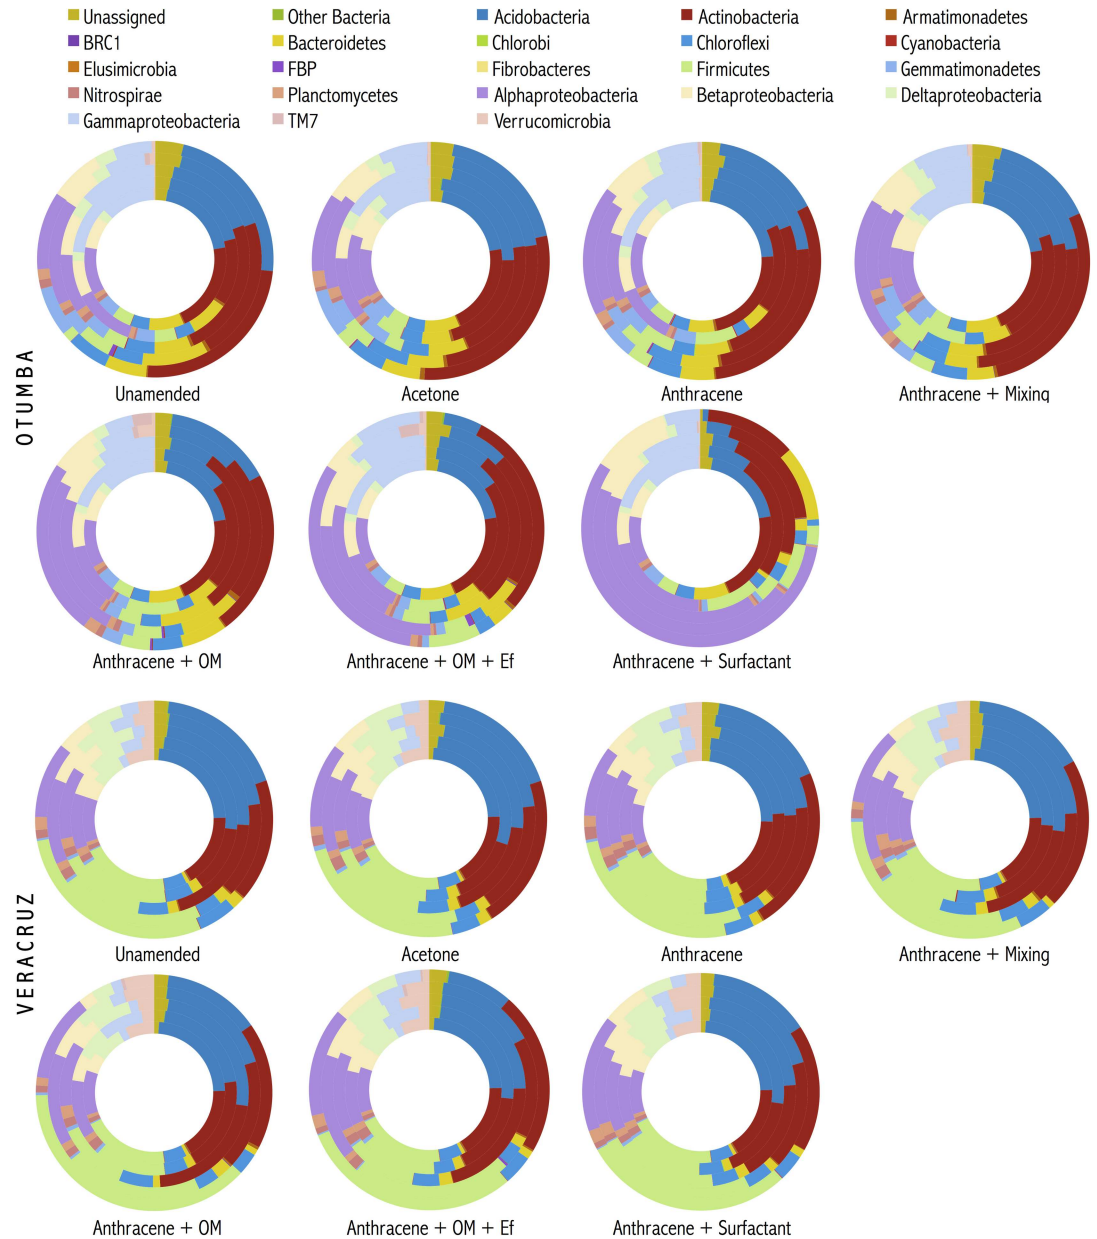 Unassigned Other Bacteria Acidobacteria Actinobacteria Armatimonadetes
BRC1 Bacteroidetes Chlorobi Chloroflexi Cyanobacteria
Elusimicrobia FBP Fibrobacteres Firmicutes Gemmatimonadetes
Nitrospirae Planctomycetes Alphaproteobacteria Betaproteobacteria Deltaproteobacteria
Gammaproteobacteria TM7 Verrucomicrobia
OTUMBA
Unamended Acetone Anthracene Anthracene + Mixing
Anthracene + OM Anthracene + OM + Ef Anthracene + Surfactant
VERACRUZ
Unamended Acetone Anthracene Anthracene + Mixing
Anthracene + OM Anthracene + OM + Ef Anthracene + Surfactant